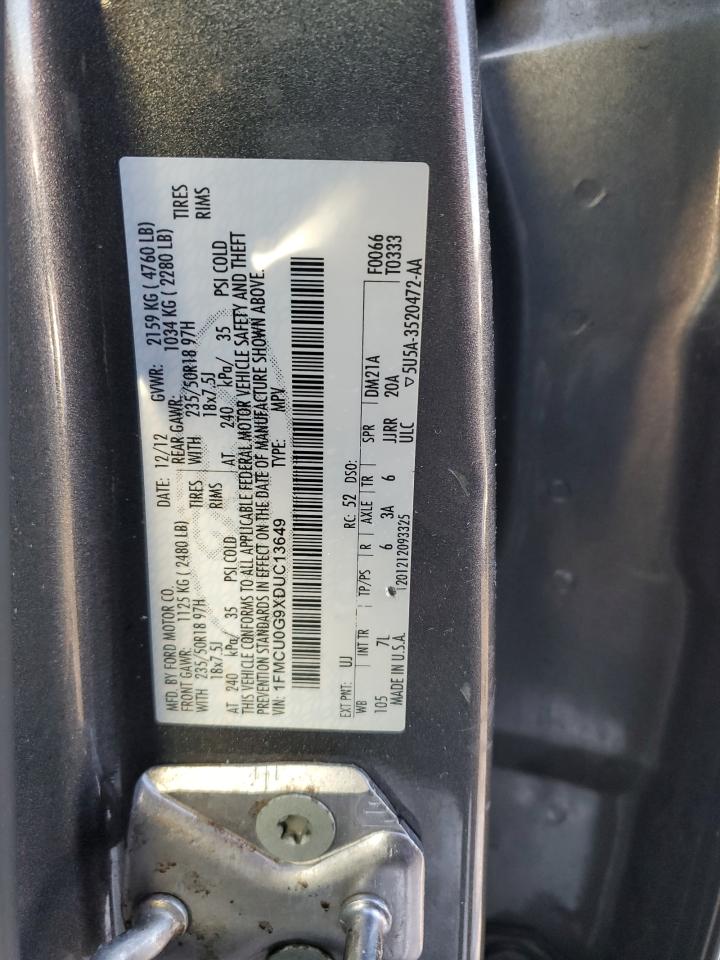 MFD. BY FORD MOTOR CO. DATE: 12/12 GVWR: 2159 KG ( 4760 LB)
FRONT GAWR: 1125 KG ( 2480 LB) REAR GAWR: 1034 KG ( 2280 LB)
WITH 235/50R18 97H TIRES WITH 235/50R18 97H TIRES
18x7.5J RIMS 18x7.5J RIMS
AT 240 kPa/ 35 PSI COLD AT 240 kPa/ 35 PSI COLD
THIS VEHICLE CONFORMS TO ALL APPLICABLE FEDERAL MOTOR VEHICLE SAFETY AND THEFT
PREVENTION STANDARDS IN EFFECT ON THE DATE OF MANUFACTURE SHOWN ABOVE.
VIN: 1FMCU0G9XDUC13649 TYPE: MPV
EXT PNT: UJ RC: 52 DSO: F0066
WB INT TR TP/PS R AXLE TR SPR DM21A T0333
105 7L 6 3A 6 JJRR 20A
MADE IN U.S.A. 201212093325 ULC ▽5U5A-3520472-AA